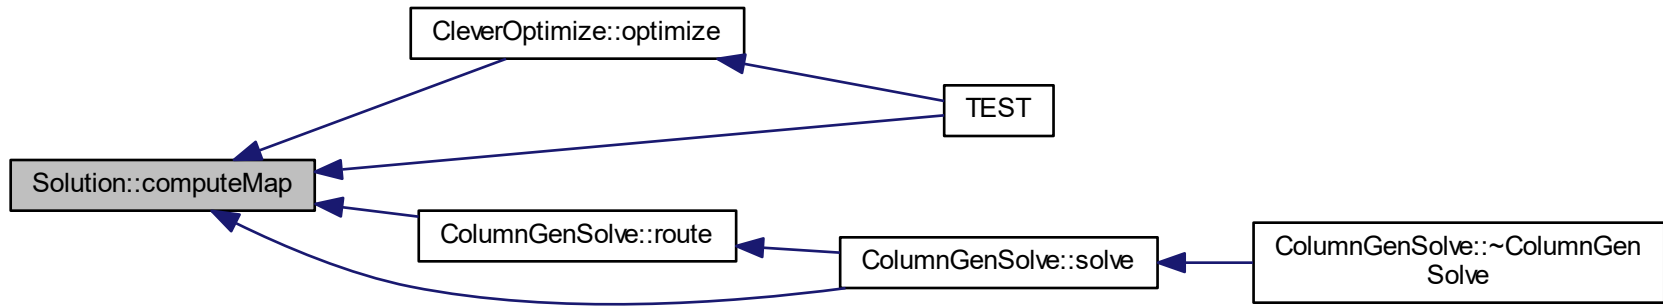 CleverOptimize::optimize
TEST
Solution::computeMap
ColumnGenSolve::route
ColumnGenSolve::solve
ColumnGenSolve::~ColumnGen
Solve